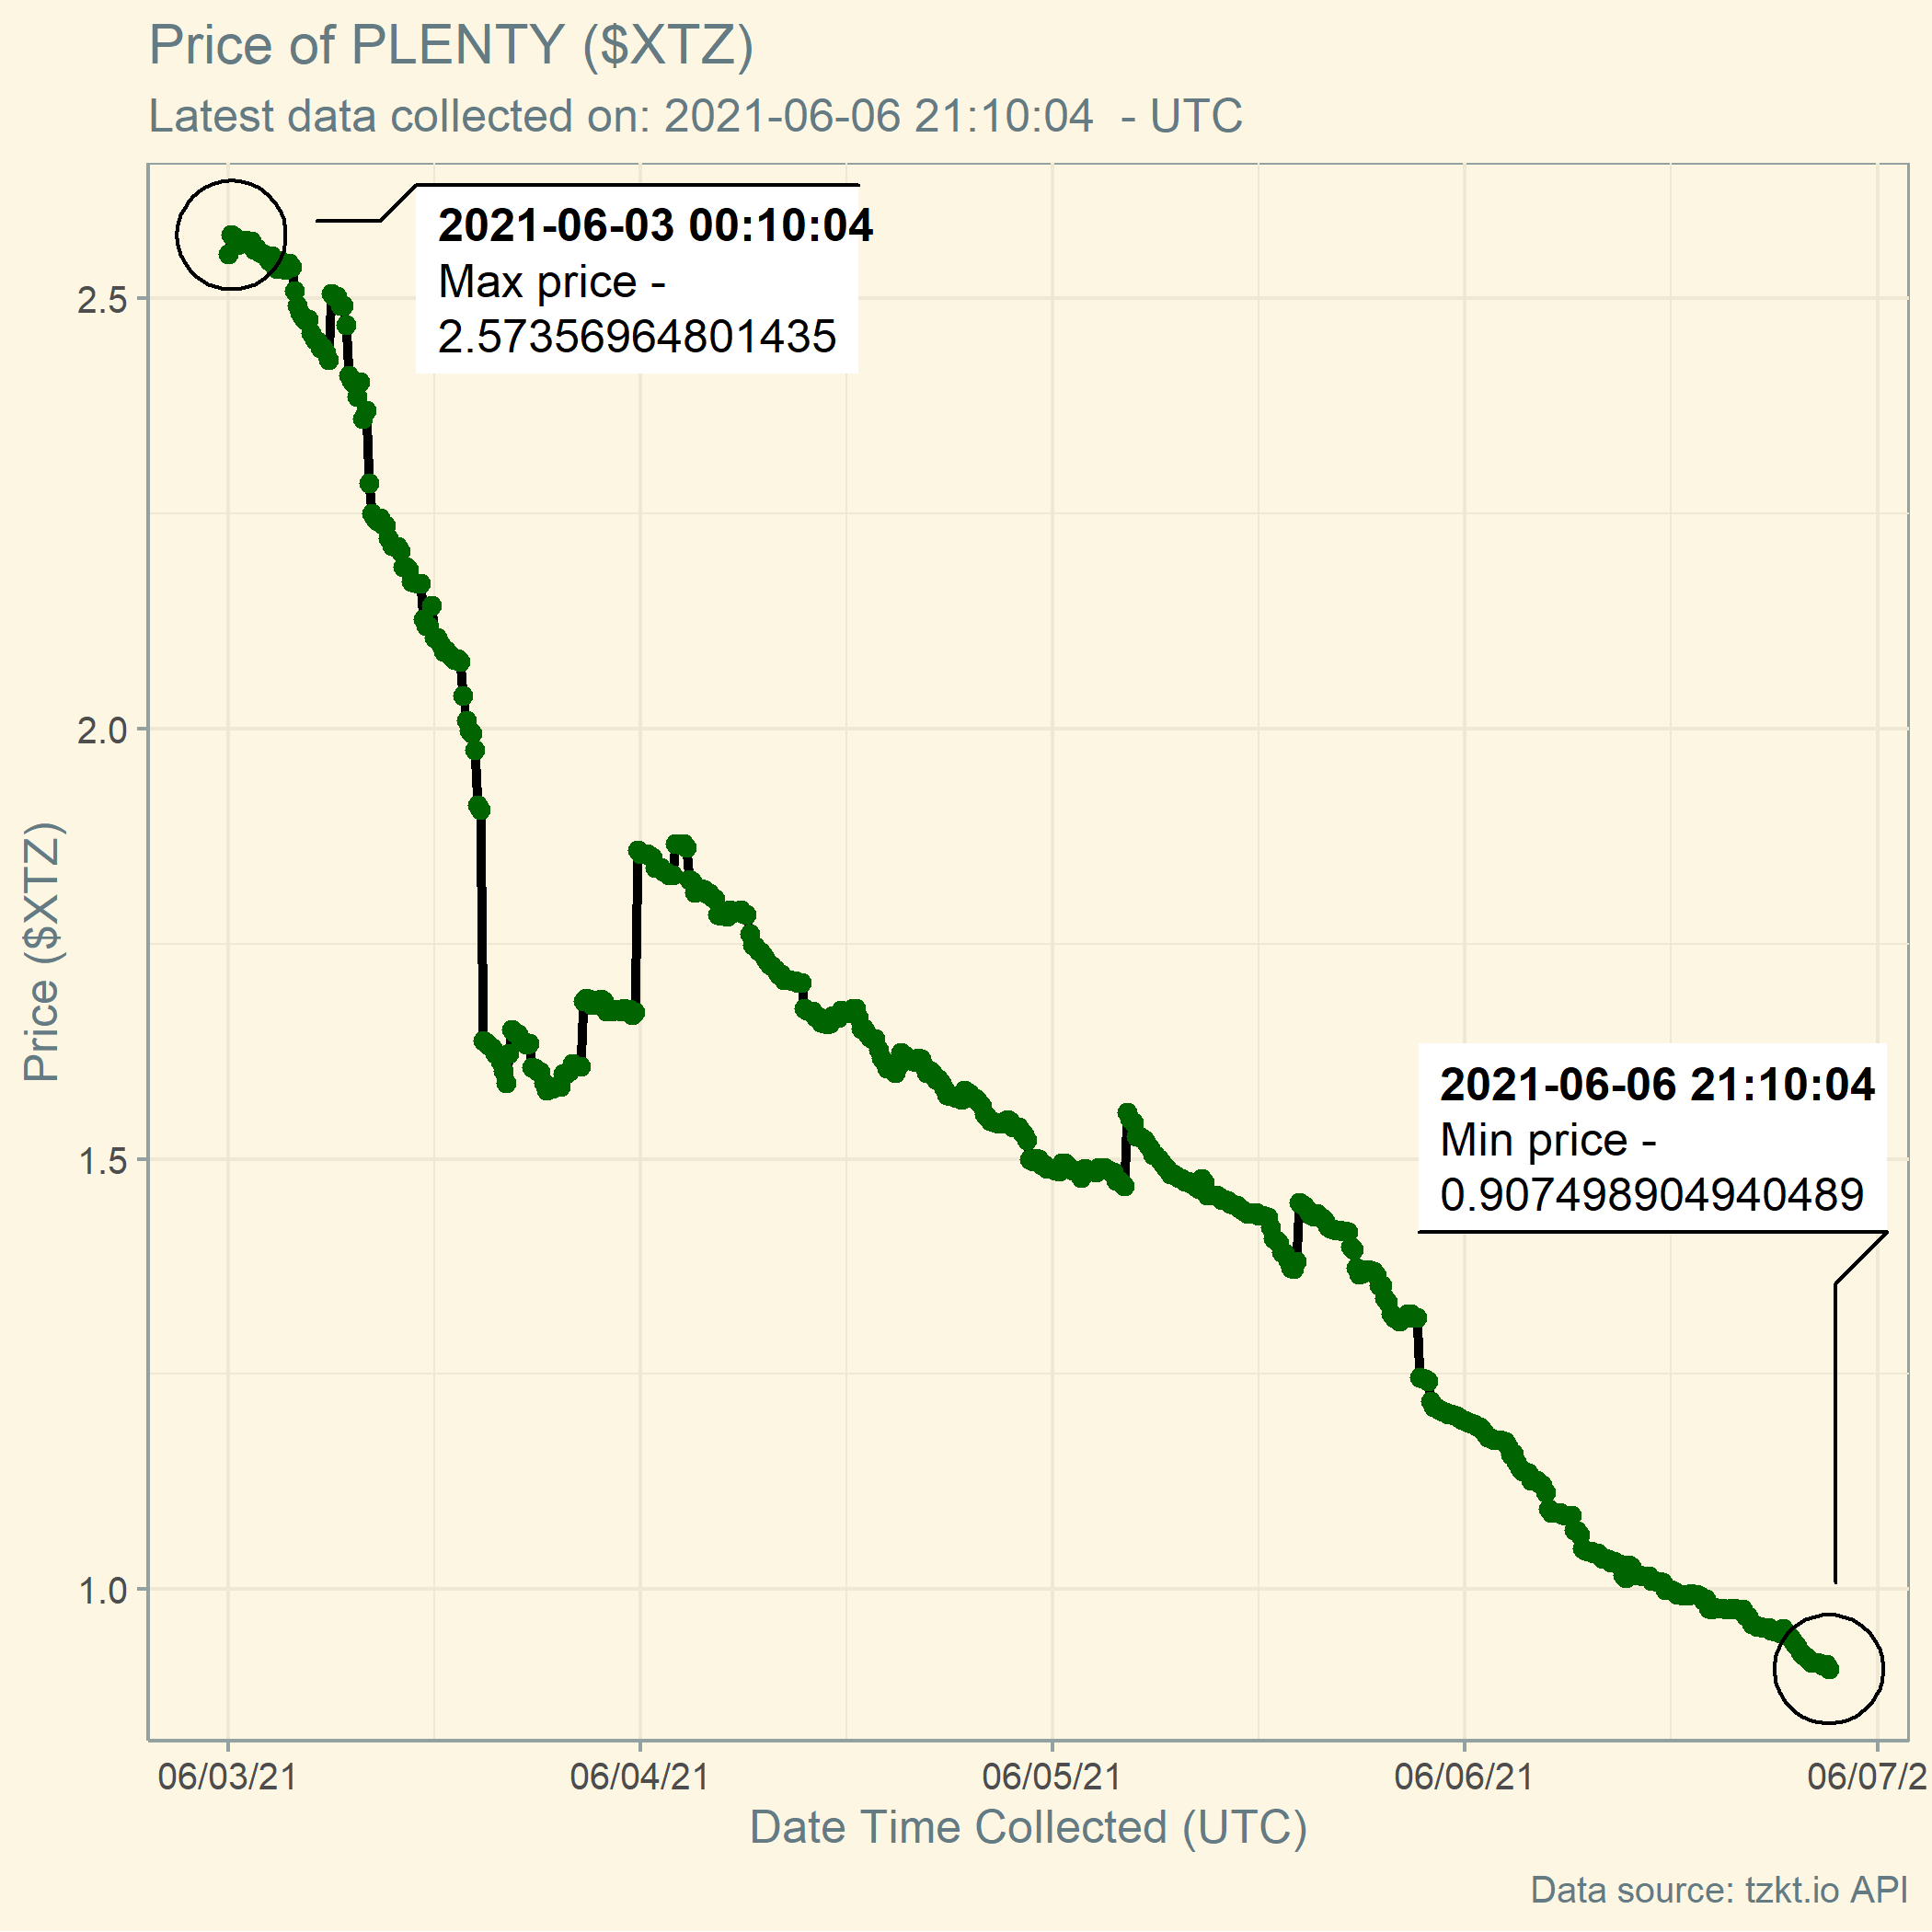 Price of PLENTY ($XTZ)
Latest data collected on: 2021-06-06 21:10:04  - UTC
2021-06-03 00:10:04
Max price -
2.57356964801435
2.5
2.0
1.5
1.0
Price ($XTZ)
2021-06-06 21:10:04
Min price -
0.907498904940489
06/03/21
06/04/21
06/05/21
06/06/21
06/07/2
Date Time Collected (UTC)
Data source: tzkt.io API